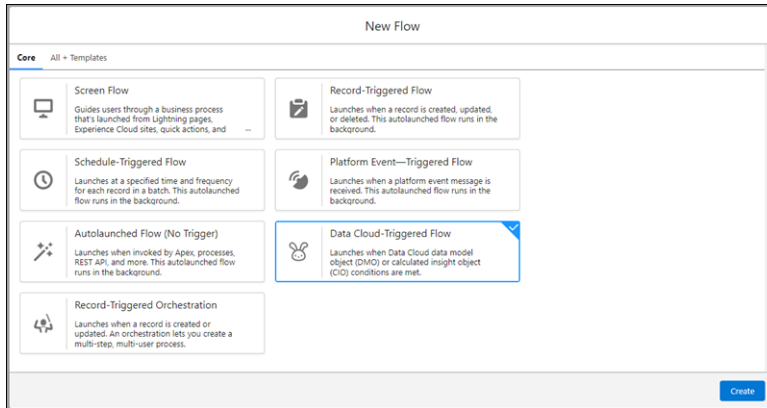 New Flow
Core All + Templates
Screen Flow
Guides users through a business process
that's launched from Lightning pages,
Experience Cloud sites, quick actions, and ...
Record-Triggered Flow
Launches when a record is created, updated,
or deleted. This autolaunched flow runs in the
background.
Schedule-Triggered Flow
Launches at a specified time and frequency
for each record in a batch. This autolaunched
flow runs in the background.
Platform Event—Triggered Flow
Launches when a platform event message is
received. This autolaunched flow runs in the
background.
Autolaunched Flow (No Trigger)
Launches when invoked by Apex, processes,
REST API, and more. This autolaunched flow
runs in the background.
Data Cloud-Triggered Flow
Launches when Data Cloud data model
object (DMO) or calculated insight object
(CIO) conditions are met.
Record-Triggered Orchestration
Launches when a record is created or
updated. An orchestration lets you create a
multi-step, multi-user process.
Create